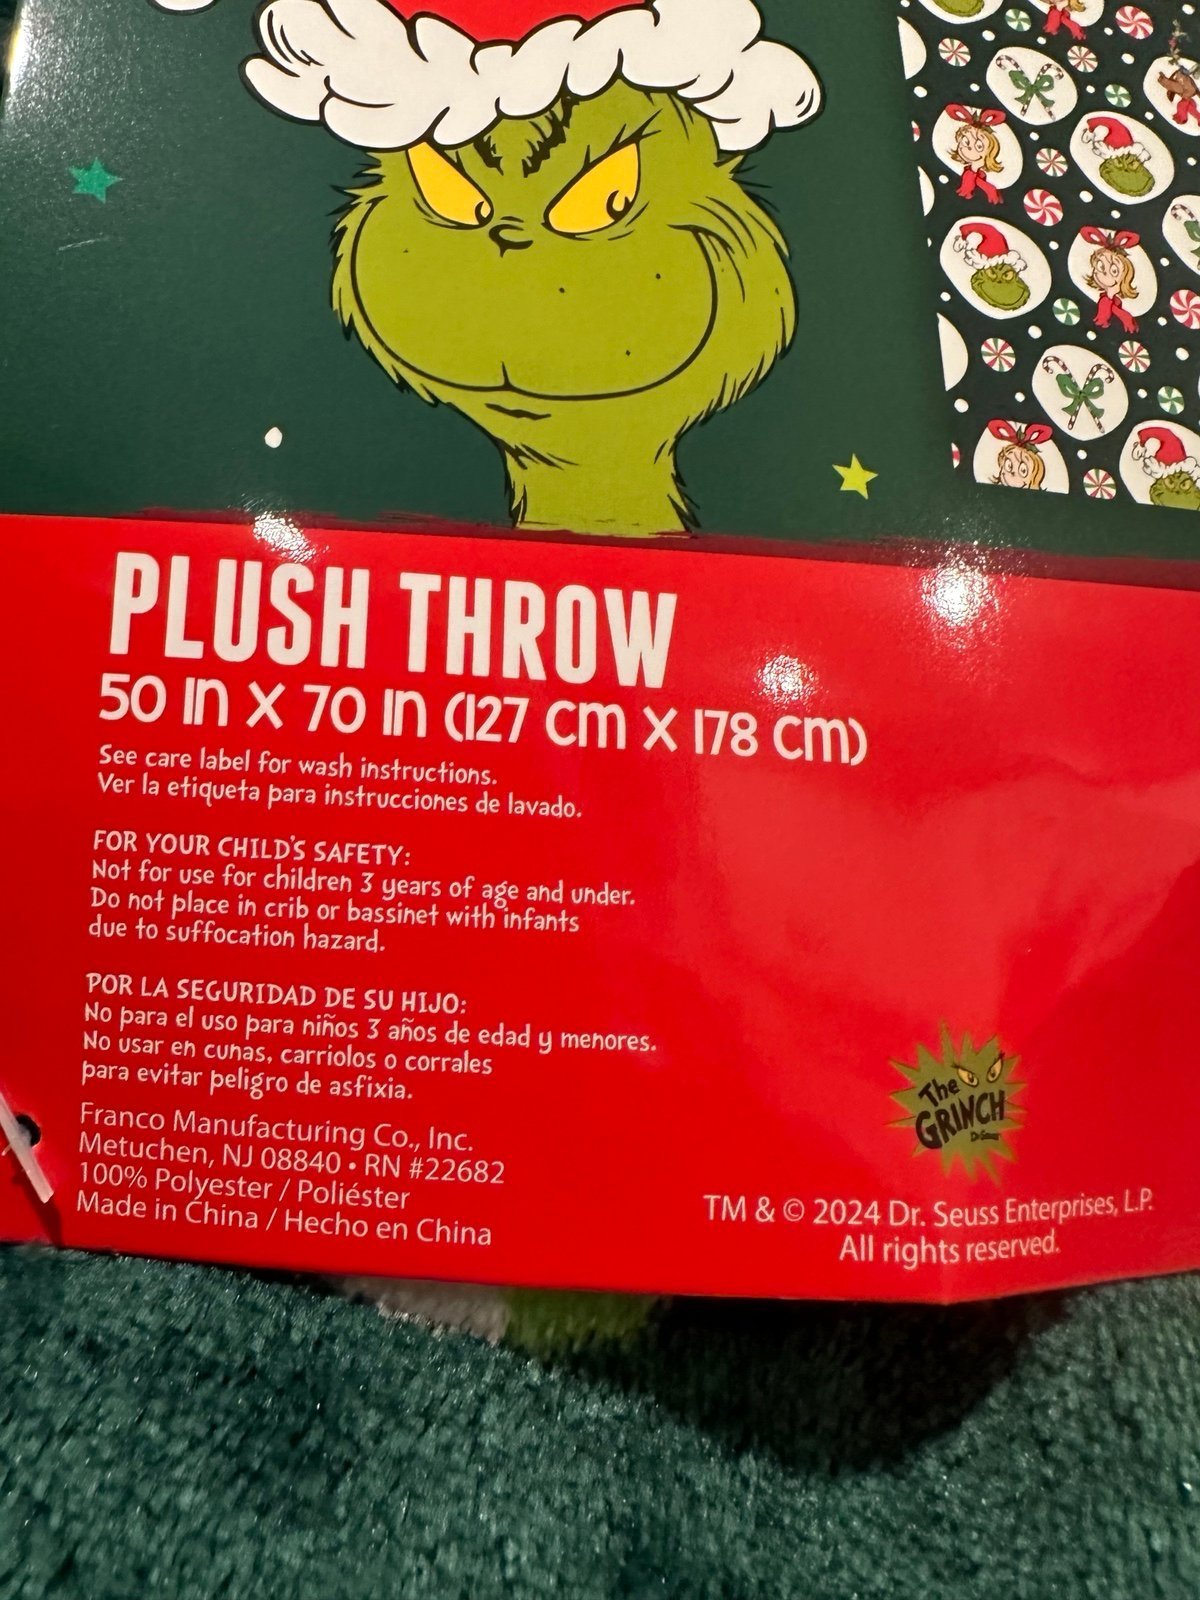 PLUSH THROW
50 IN X 70 IN (127 CM X 178 CM)
See care label for wash instructions.
Ver la etiqueta para instrucciones de lavado.
FOR YOUR CHILD'S SAFETY:
Not for use for children 3 years of age and under.
Do not place in crib or bassinet with infants
due to suffocation hazard.
POR LA SEGURIDAD DE SU HIJO:
No para el uso para niños 3 años de edad y menores.
No usar en cunas, carriolos o corrales
para evitar peligro de asfixia.
Franco Manufacturing Co., Inc.
Metuchen, NJ 08840 • RN #22682
100% Polyester / Poliéster
Made in China / Hecho en China
The
GRINCH
Dr. Seuss
TM & © 2024 Dr. Seuss Enterprises, L.P.
All rights reserved.